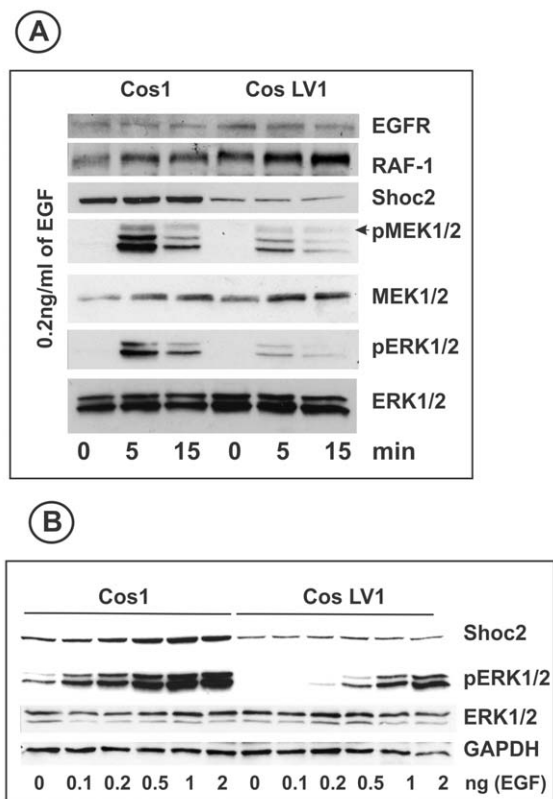 A
Cos1 Cos LV1
0.2ng/ml of EGF
EGFR
RAF-1
Shoc2
pMEK1/2
MEK1/2
pERK1/2
ERK1/2
0 5 15 0 5 15 min
B
Cos1 Cos LV1
Shoc2
pERK1/2
ERK1/2
GAPDH
0 0.1 0.2 0.5 1 2 0 0.1 0.2 0.5 1 2 ng (EGF)